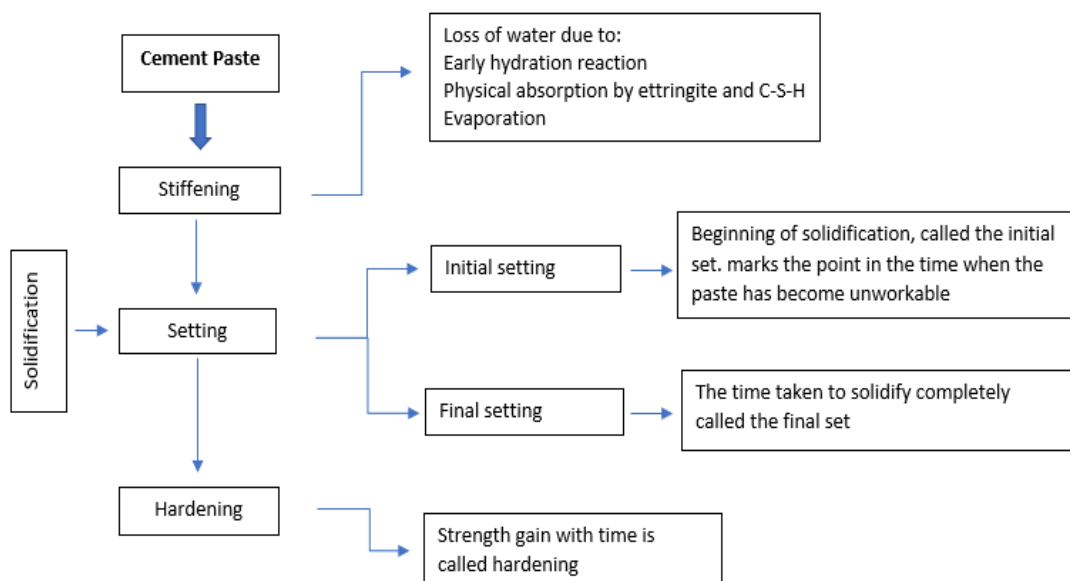 Cement Paste
Loss of water due to:
Early hydration reaction
Physical absorption by ettringite and C-S-H
Evaporation
Stiffening
Solidification
Setting
Initial setting
Beginning of solidification, called the initial
set. marks the point in the time when the
paste has become unworkable
Final setting
The time taken to solidify completely
called the final set
Hardening
Strength gain with time is
called hardening